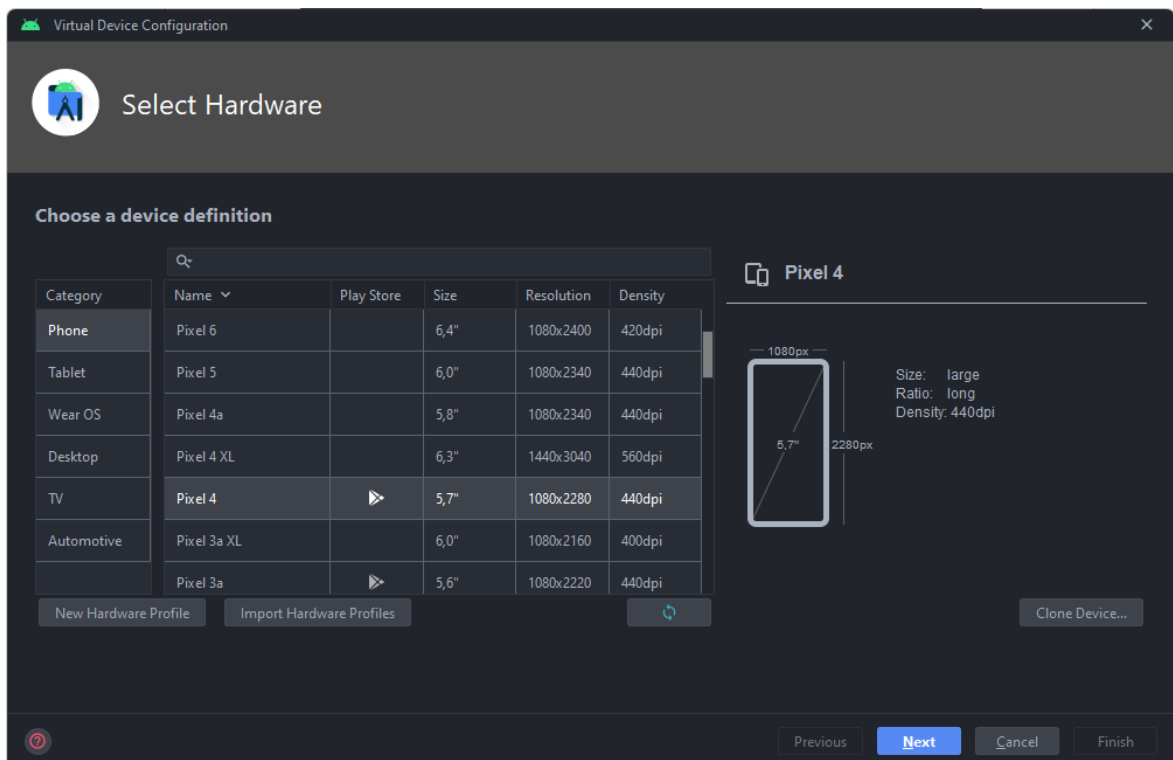 Virtual Device Configuration
Select Hardware
Choose a device definition
Category
Phone
Tablet
Wear OS
Desktop
TV
Automotive
Name Play Store Size Resolution Density
Pixel 6 6,4" 1080x2400 420dpi
Pixel 5 6,0" 1080x2340 440dpi
Pixel 4a 5,8" 1080x2340 440dpi
Pixel 4 XL 6,3" 1440x3040 560dpi
Pixel 4 5,7" 1080x2280 440dpi
Pixel 3a XL 6,0" 1080x2160 400dpi
Pixel 3a 5,6" 1080x2220 440dpi
New Hardware Profile Import Hardware Profiles
Pixel 4
1080px
5,7"
2280px
Size: large
Ratio: long
Density: 440dpi
Clone Device...
? Previous Next Cancel Finish